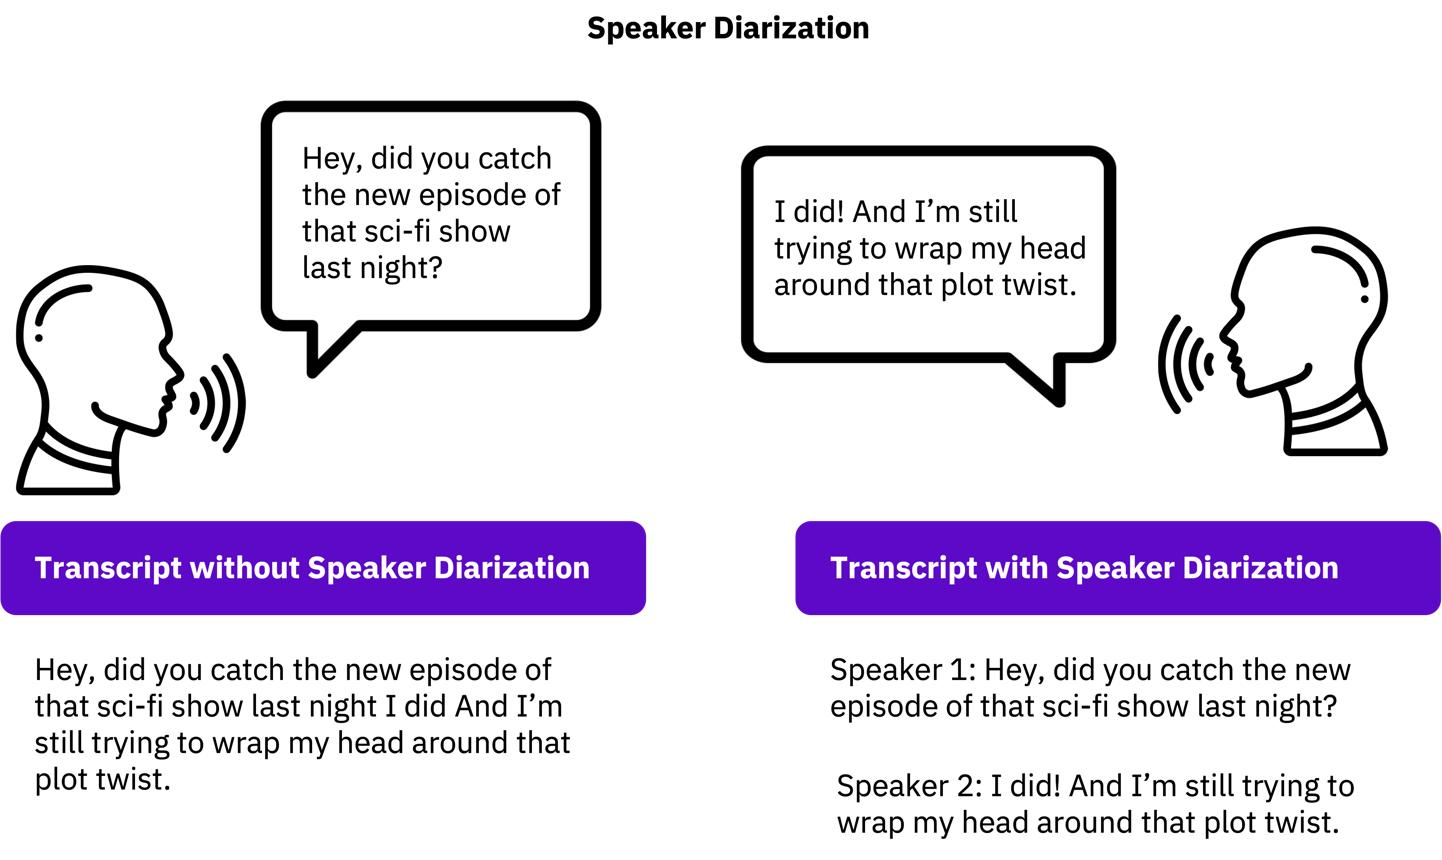 Speaker Diarization
Hey, did you catch
the new episode of
that sci-fi show
last night?
I did! And I’m still
trying to wrap my head
around that plot twist.
Transcript without Speaker Diarization
Hey, did you catch the new episode of
that sci-fi show last night I did And I’m
still trying to wrap my head around that
plot twist.
Transcript with Speaker Diarization
Speaker 1: Hey, did you catch the new
episode of that sci-fi show last night?
Speaker 2: I did! And I’m still trying to
wrap my head around that plot twist.